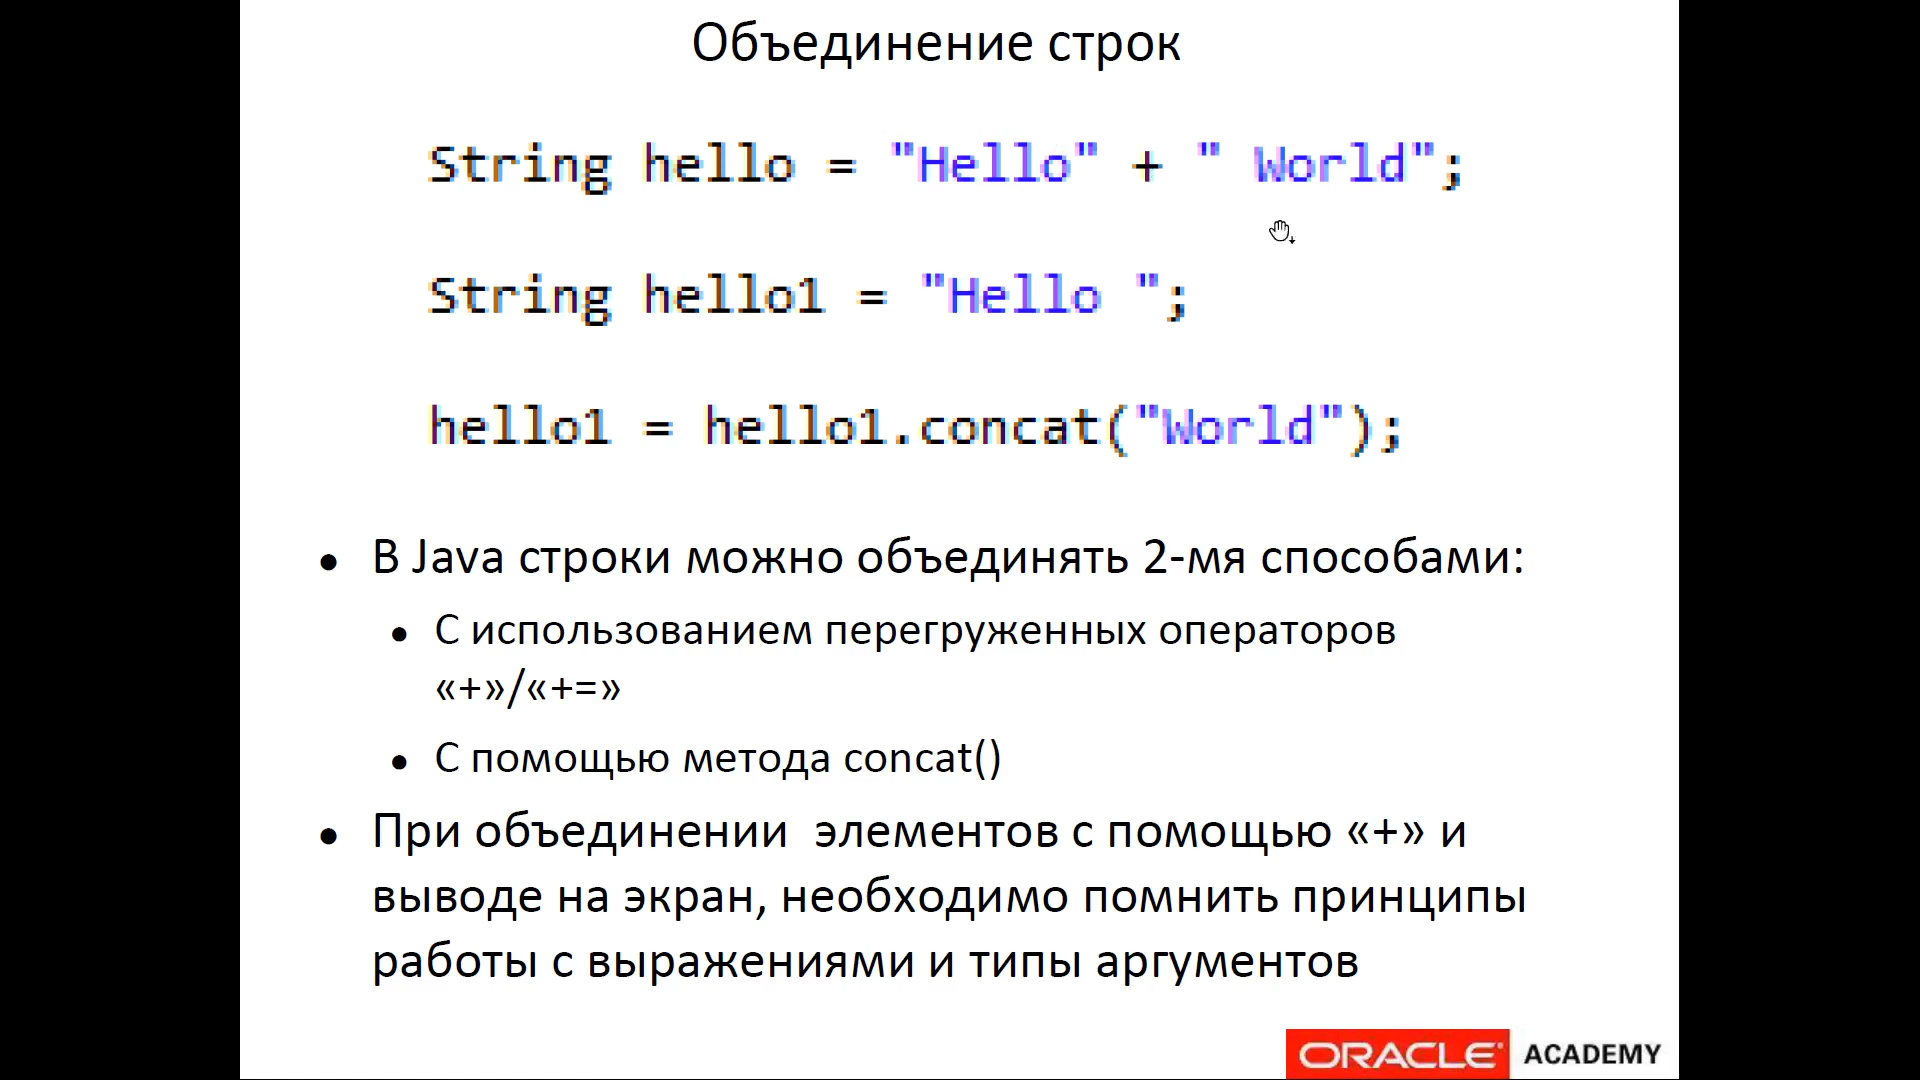 Объединение строк
String hello = "Hello" + " World";
String hello1 = "Hello ";
hello1 = hello1.concat("World");
• В Java строки можно объединять 2-мя способами:
• С использованием перегруженных операторов
«+»/«+=»
• С помощью метода concat()
• При объединении  элементов с помощью «+» и
выводе на экран, необходимо помнить принципы
работы с выражениями и типы аргументов
ORACLE ACADEMY